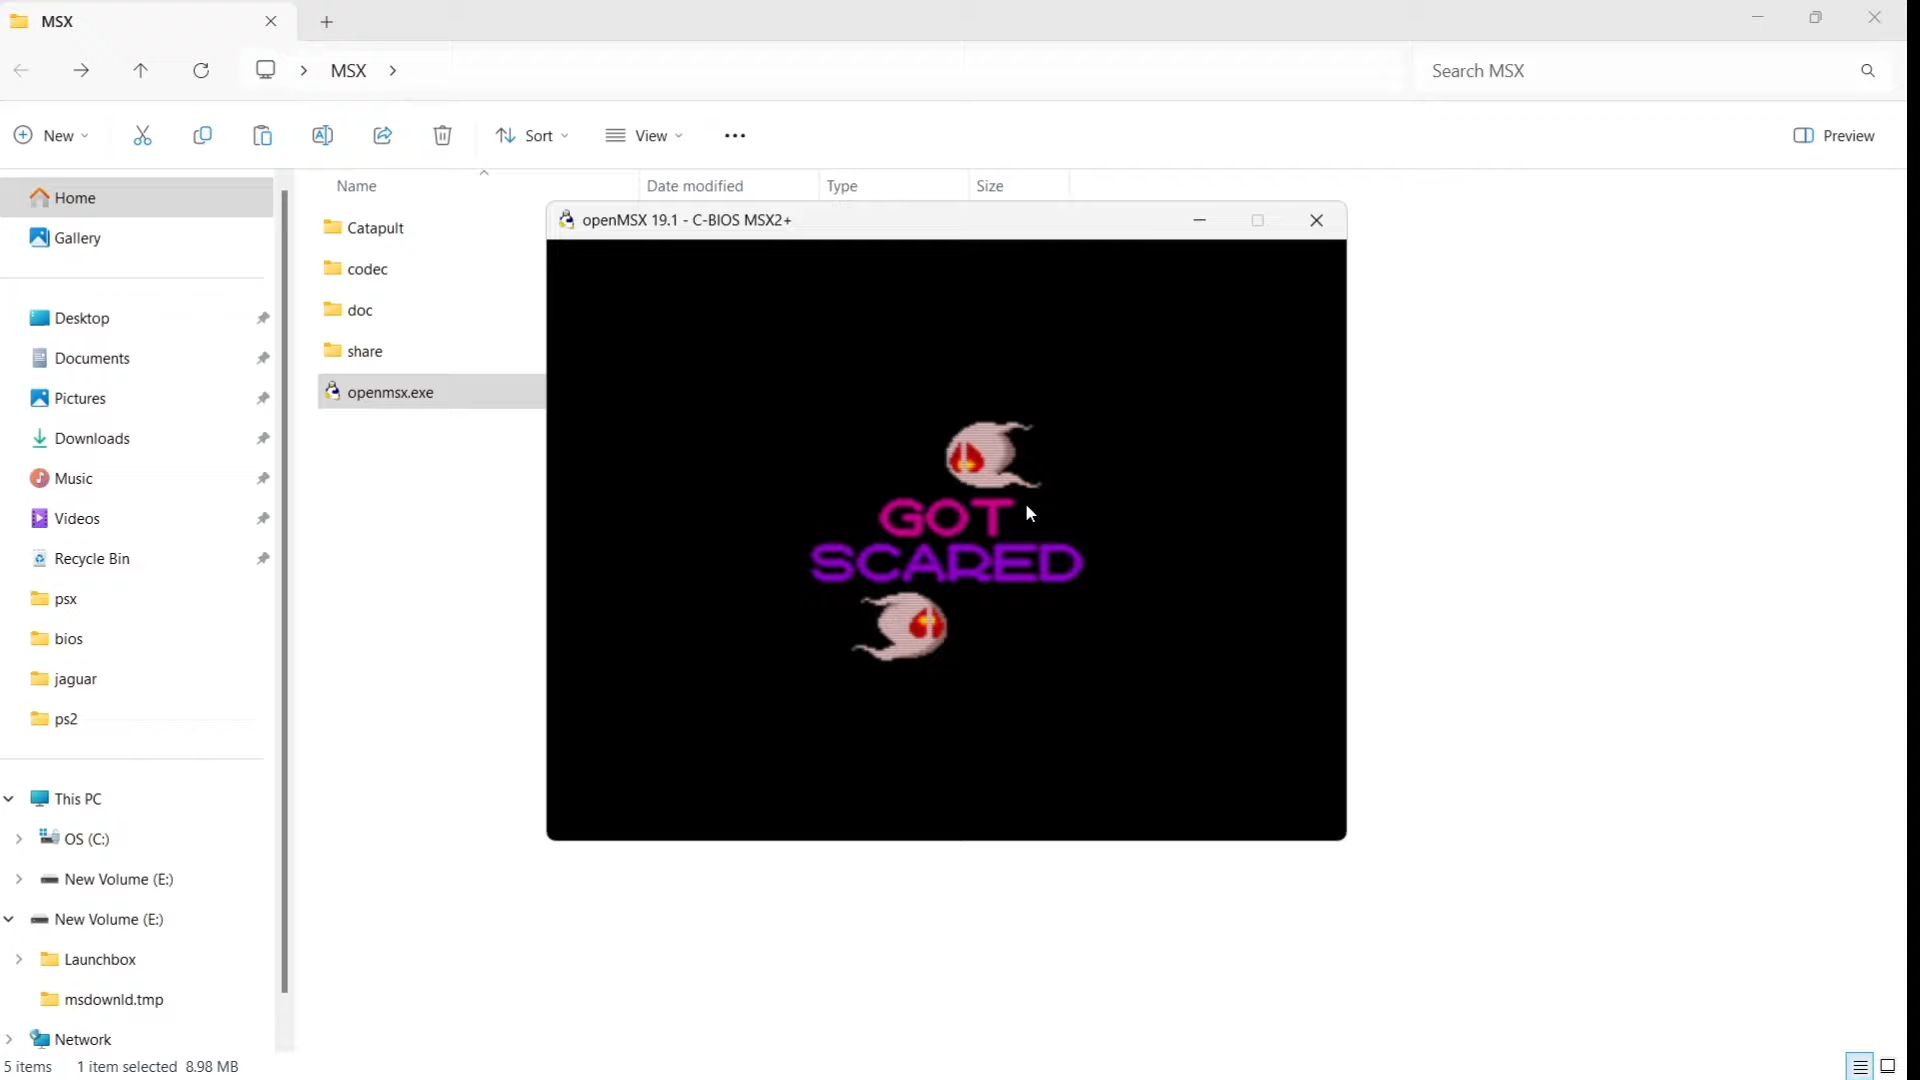 MSX
MSX
Search MSX
New
Sort
View
Preview
Name
Date modified
Type
Size
Home
Gallery
Desktop
Documents
Pictures
Downloads
Music
Videos
Recycle Bin
psx
bios
jaguar
ps2
This PC
OS (C:)
New Volume (E:)
New Volume (E:)
Launchbox
msdownld.tmp
Network
Catapult
codec
doc
share
openmsx.exe
openMSX 19.1 - C-BIOS MSX2+
GOT
SCARED
5 items
1 item selected 8.98 MB